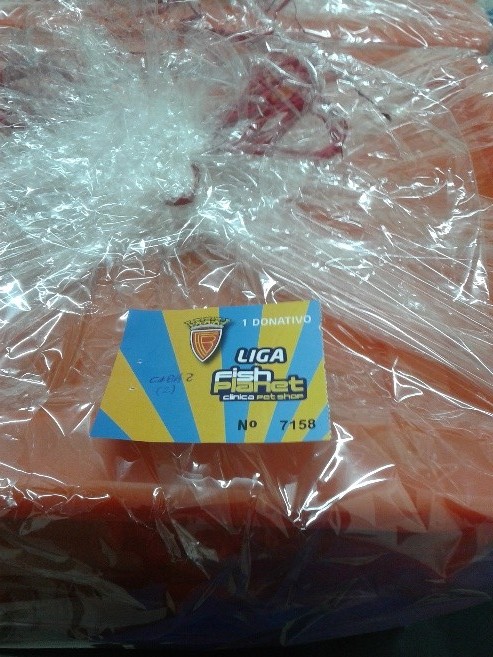 1 DONATIVO
LIGA
fish
PlaNet
clinica Pet shop
Nº 7158